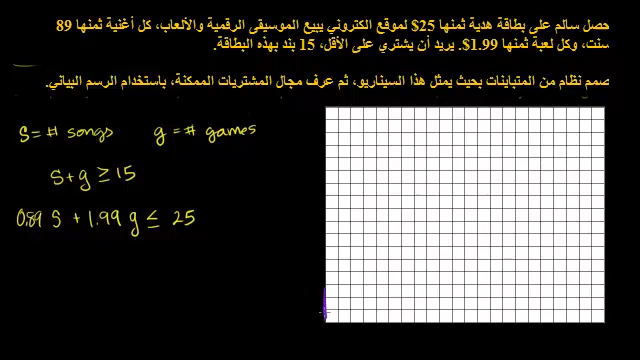 حصل سالم على بطاقة هدية ثمنها 25$ لموقع الكتروني يبيع الموسيقى الرقمية والألعاب، كل أغنية ثمنها 89
سنت، وكل لعبة ثمنها 1.99$. يريد أن يشتري على الأقل، 15 بند بهذه البطاقة.
صمم نظام من المتباينات بحيث يمثل هذا السيناريو، ثم عرف مجال المشتريات الممكنة، باستخدام الرسم البياني.
S = # songs g = # games
S + g ≥ 15
0.89 S + 1.99 g ≤ 25